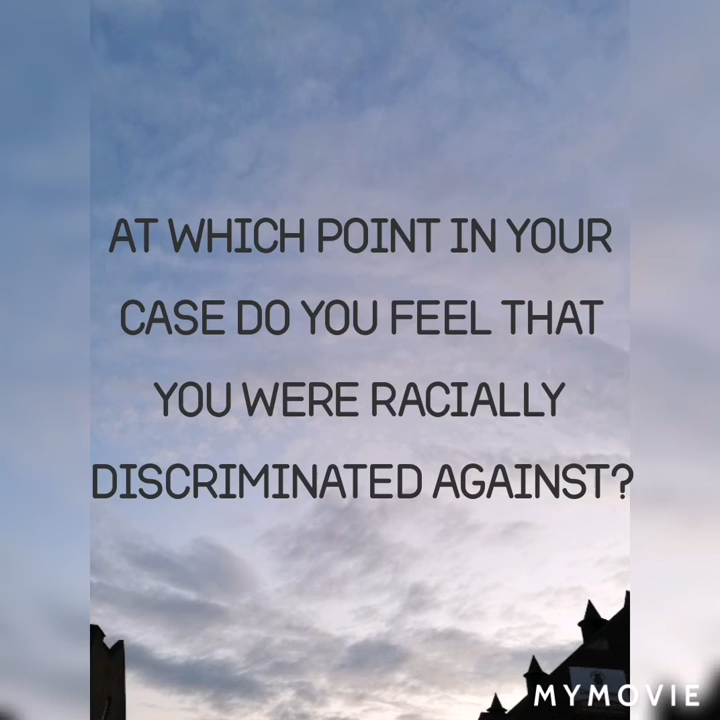 AT WHICH POINT IN YOUR
CASE DO YOU FEEL THAT
YOU WERE RACIALLY
DISCRIMINATED AGAINST?
MYMOVIE